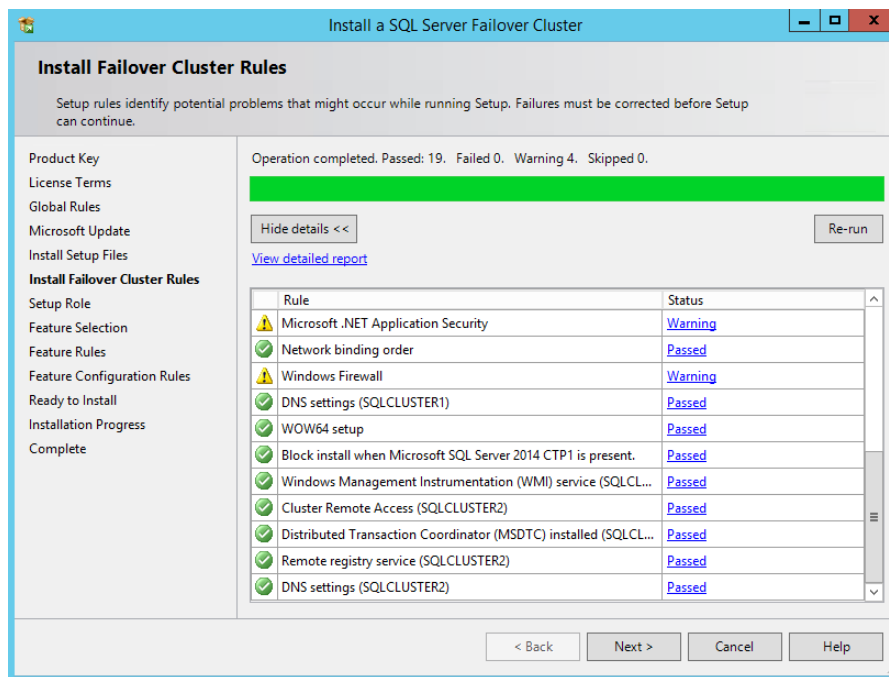 Install a SQL Server Failover Cluster
Install Failover Cluster Rules
Setup rules identify potential problems that might occur while running Setup. Failures must be corrected before Setup
can continue.
Product Key
License Terms
Global Rules
Microsoft Update
Install Setup Files
Install Failover Cluster Rules
Setup Role
Feature Selection
Feature Rules
Feature Configuration Rules
Ready to Install
Installation Progress
Complete
Operation completed. Passed: 19.   Failed 0.   Warning 4.   Skipped 0.
Hide details << Re-run
View detailed report
Rule Status
Microsoft .NET Application Security Warning
Network binding order Passed
Windows Firewall Warning
DNS settings (SQLCLUSTER1) Passed
WOW64 setup Passed
Block install when Microsoft SQL Server 2014 CTP1 is present. Passed
Windows Management Instrumentation (WMI) service (SQLCL... Passed
Cluster Remote Access (SQLCLUSTER2) Passed
Distributed Transaction Coordinator (MSDTC) installed (SQLCL... Passed
Remote registry service (SQLCLUSTER2) Passed
DNS settings (SQLCLUSTER2) Passed
< Back Next > Cancel Help